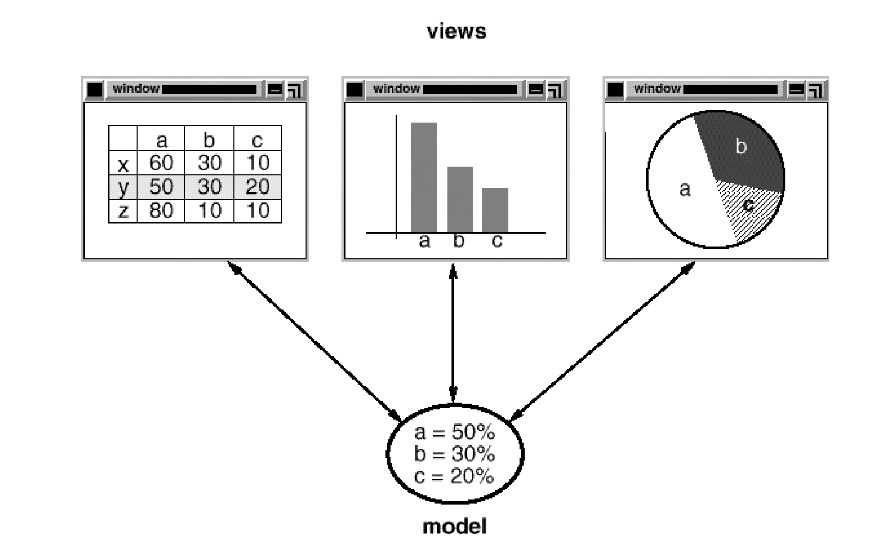 views
window
a b c
x 60 30 10
y 50 30 20
z 80 10 10
window
a b c
window
a
b
c
a = 50%
b = 30%
c = 20%
model